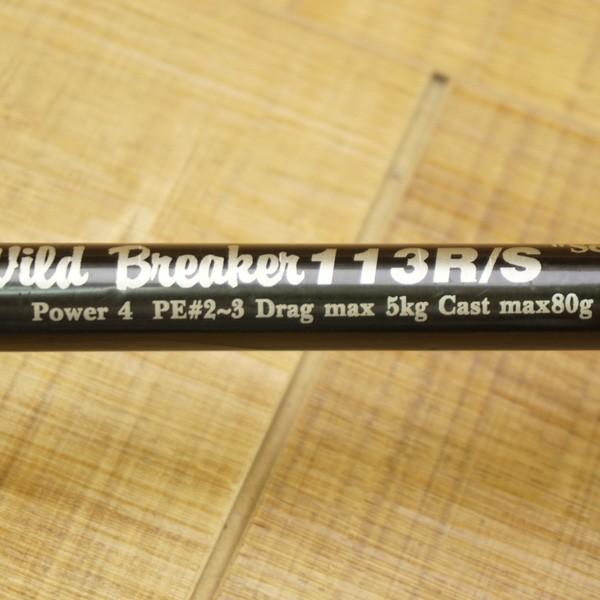 Wild Breaker 113R/S
Power 4 PE#2~3 Drag max 5kg Cast max80g